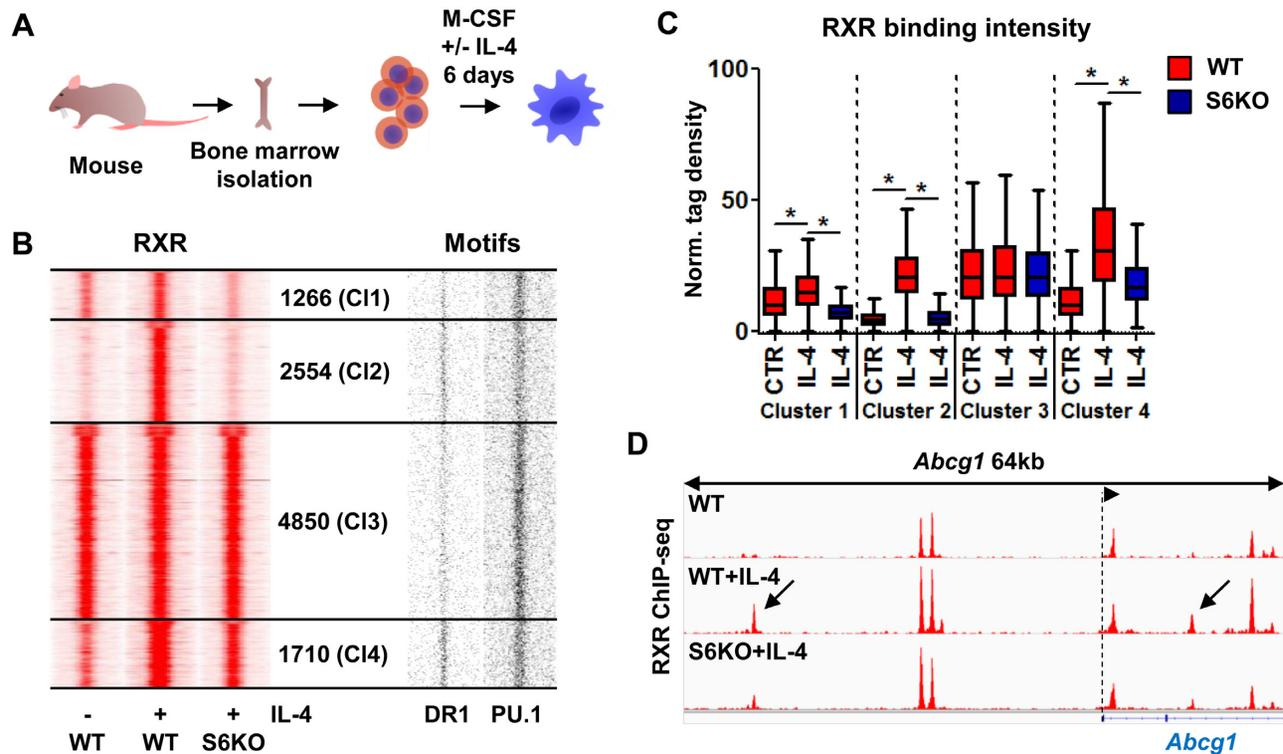 A
Mouse
Bone marrow
isolation
M-CSF
+/- IL-4
6 days
B
RXR
Motifs
1266 (Cl1)
2554 (Cl2)
4850 (Cl3)
1710 (Cl4)
- + + IL-4
WT WT S6KO
DR1 PU.1
C
RXR binding intensity
WT
S6KO
Norm. tag density
100
50
0
* * * * * *
CTR IL-4 IL-4 CTR IL-4 IL-4 CTR IL-4 IL-4 CTR IL-4 IL-4
Cluster 1 Cluster 2 Cluster 3 Cluster 4
D
Abcg1 64kb
RXR ChIP-seq
WT
WT+IL-4
S6KO+IL-4
Abcg1